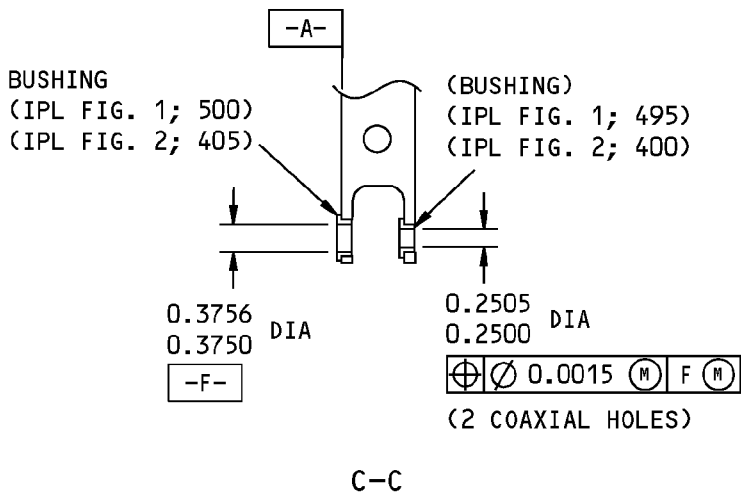 -A-
BUSHING
(IPL FIG. 1; 500)
(IPL FIG. 2; 405)
(BUSHING)
(IPL FIG. 1; 495)
(IPL FIG. 2; 400)
0.3756
0.3750 DIA
-F-
0.2505
0.2500 DIA
⌖ ⌀ 0.0015 Ⓜ F Ⓜ
(2 COAXIAL HOLES)
C-C